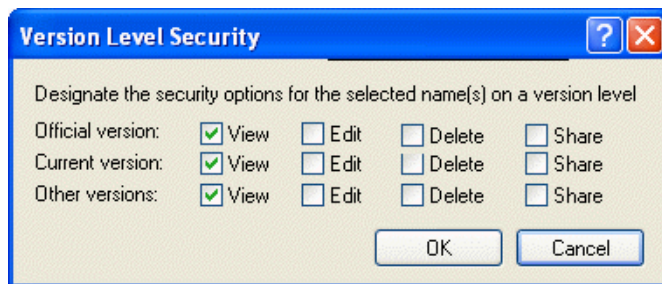 Version Level Security
Designate the security options for the selected name(s) on a version level
Official version: View Edit Delete Share
Current version: View Edit Delete Share
Other versions: View Edit Delete Share
OK Cancel